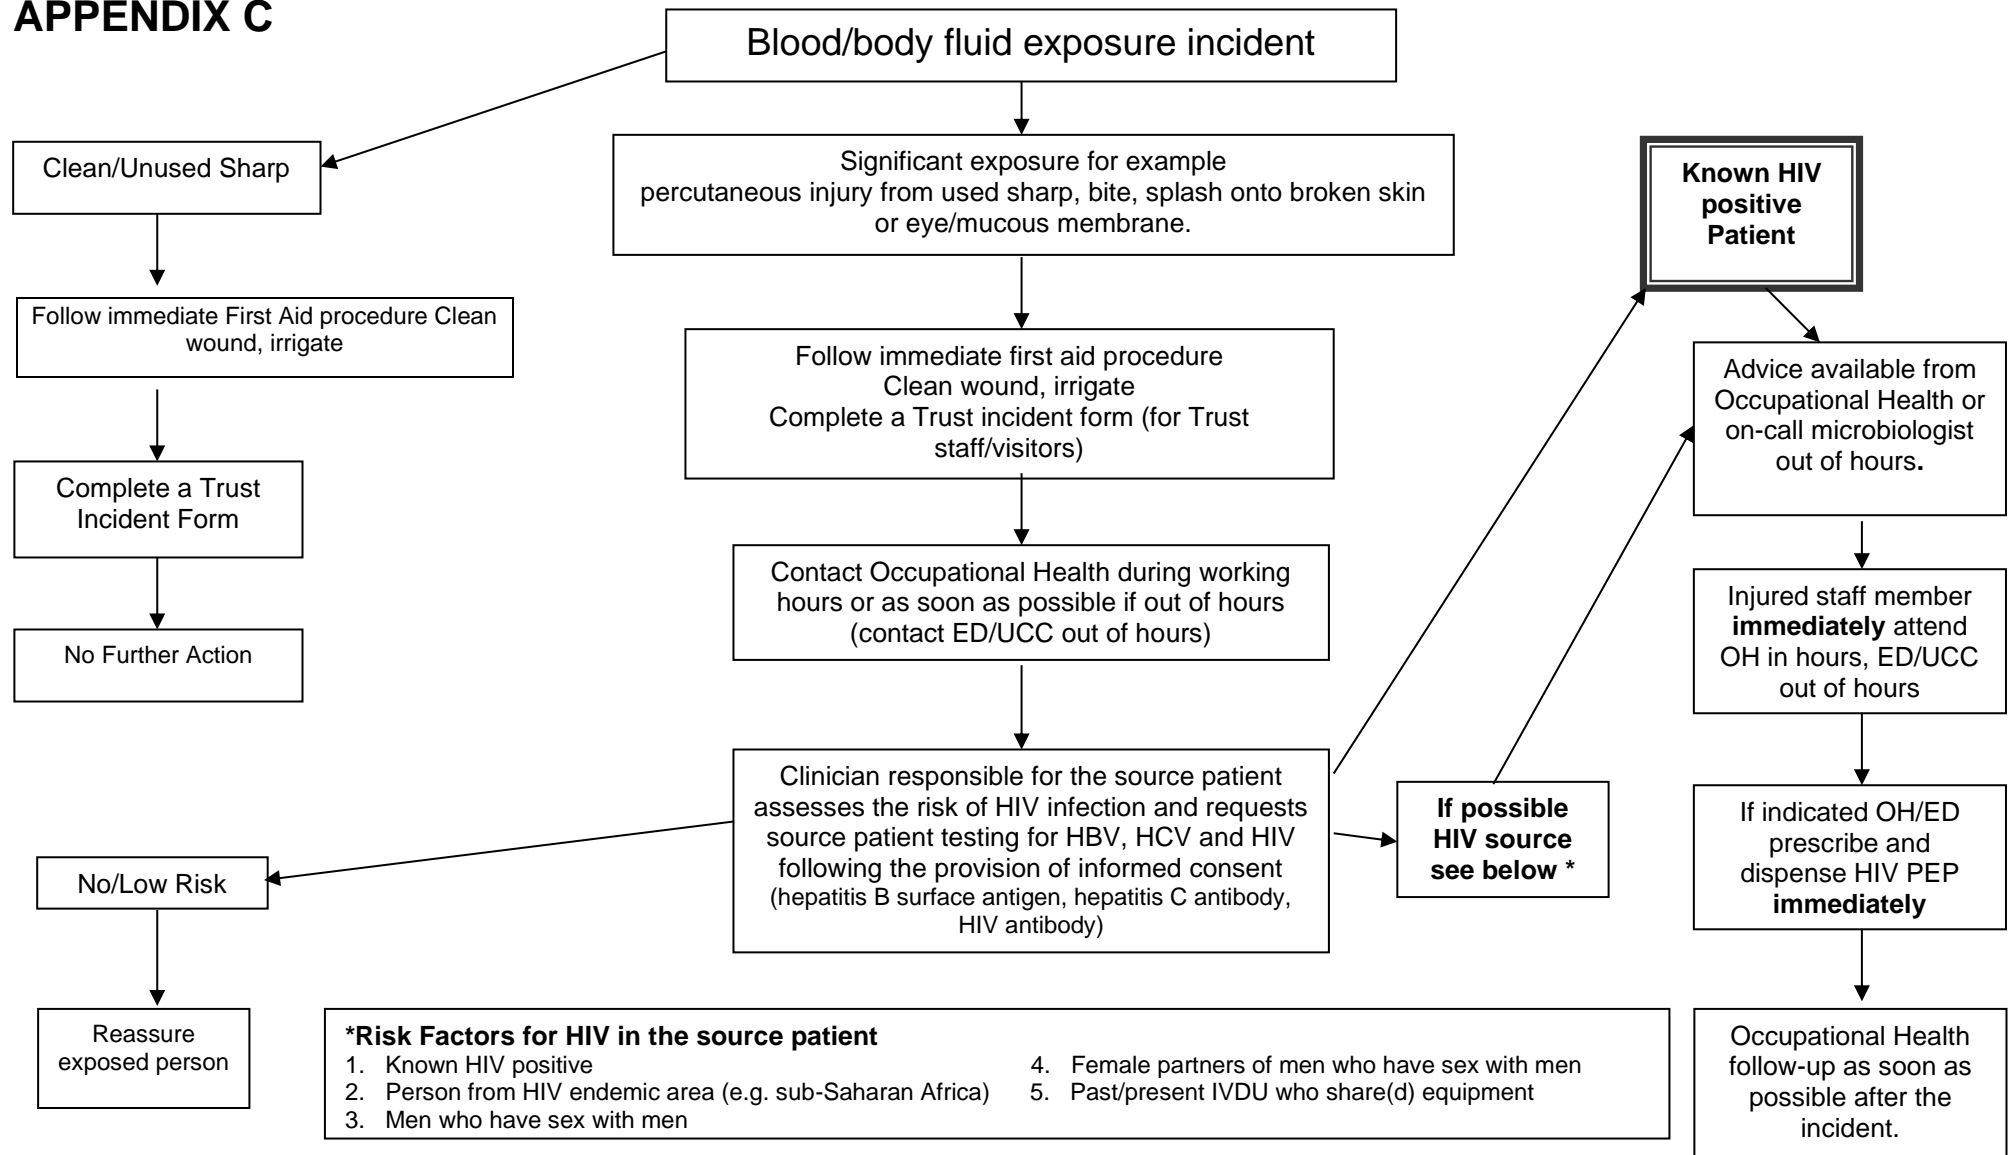 APPENDIX C
Blood/body fluid exposure incident
Clean/Unused Sharp
Significant exposure for example
percutaneous injury from used sharp, bite, splash onto broken skin
or eye/mucous membrane.
Known HIV
positive
Patient
Follow immediate First Aid procedure Clean
wound, irrigate
Follow immediate first aid procedure
Clean wound, irrigate
Complete a Trust incident form (for Trust
staff/visitors)
Advice available from
Occupational Health or
on-call microbiologist
out of hours.
Complete a Trust
Incident Form
Contact Occupational Health during working
hours or as soon as possible if out of hours
(contact ED/UCC out of hours)
Injured staff member
immediately attend
OH in hours, ED/UCC
out of hours
No Further Action
Clinician responsible for the source patient
assesses the risk of HIV infection and requests
source patient testing for HBV, HCV and HIV
following the provision of informed consent
(hepatitis B surface antigen, hepatitis C antibody,
HIV antibody)
If possible
HIV source
see below *
If indicated OH/ED
prescribe and
dispense HIV PEP
immediately
No/Low Risk
Reassure
exposed person
*Risk Factors for HIV in the source patient
1. Known HIV positive
2. Person from HIV endemic area (e.g. sub-Saharan Africa)
3. Men who have sex with men
4. Female partners of men who have sex with men
5. Past/present IVDU who share(d) equipment
Occupational Health
follow-up as soon as
possible after the
incident.